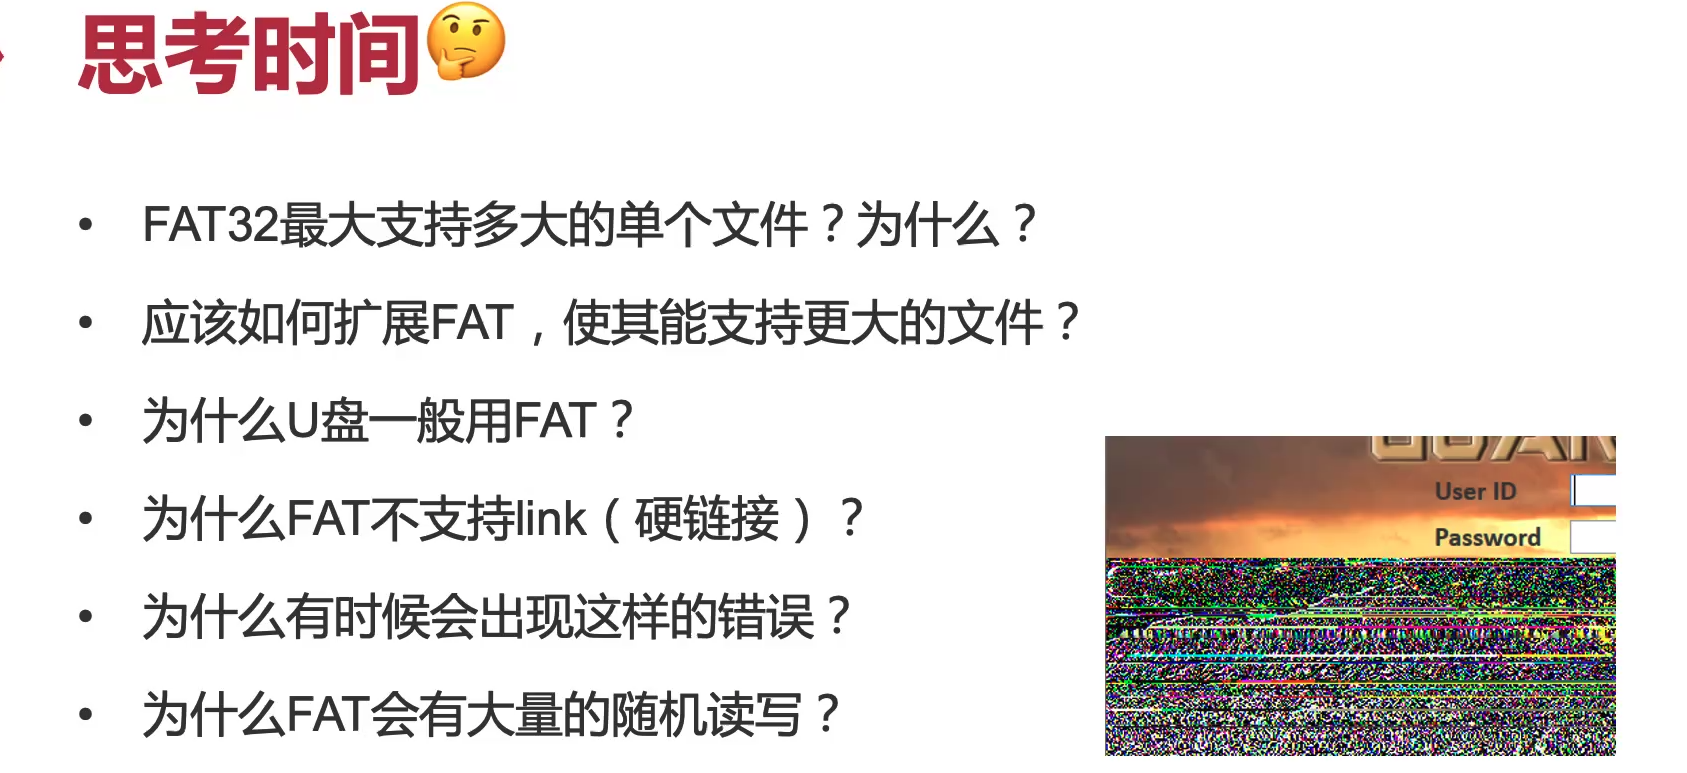 思考时间🤔
• FAT32最大支持多大的单个文件？为什么？
• 应该如何扩展FAT，使其能支持更大的文件？
• 为什么U盘一般用FAT？
• 为什么FAT不支持link（硬链接）？
User ID
Password
• 为什么有时候会出现这样的错误？
• 为什么FAT会有大量的随机读写？